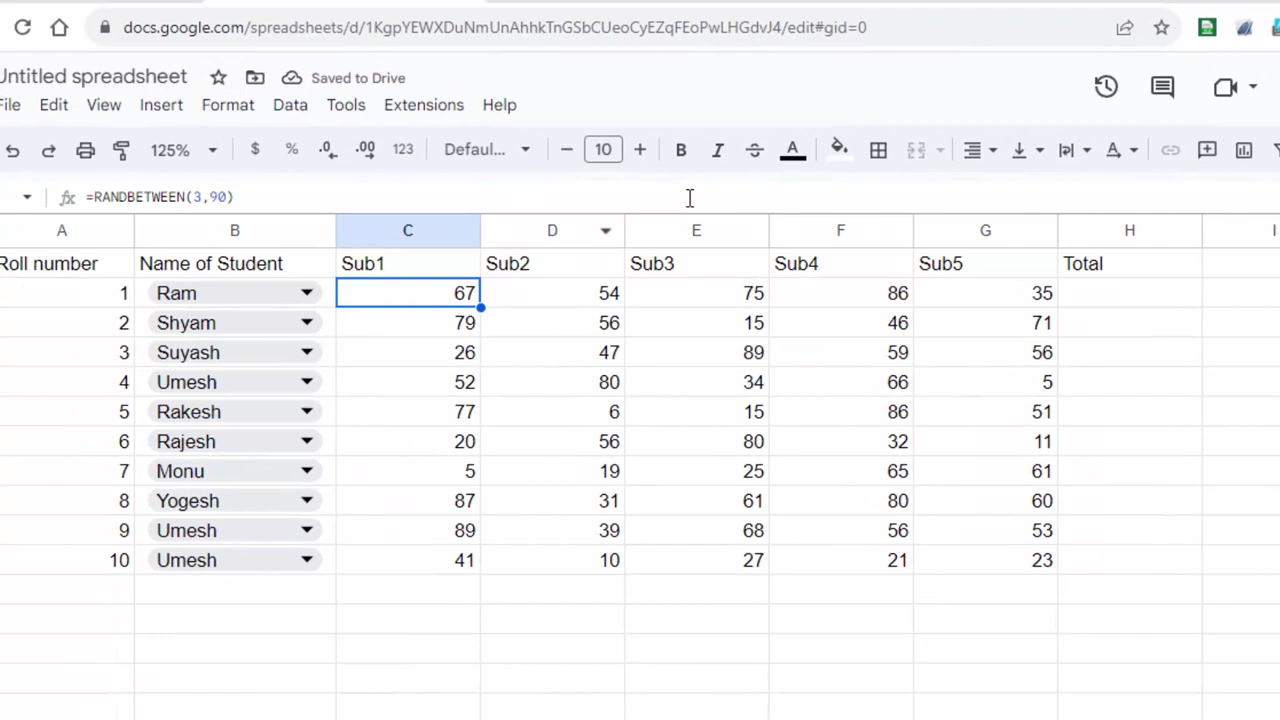 docs.google.com/spreadsheets/d/1KgpYEWXDuNmUnAhhkTnGSbCUeoCyEZqFEoPwLHGdvJ4/edit#gid=0
Untitled spreadsheet Saved to Drive
File Edit View Insert Format Data Tools Extensions Help
125% $ % .0 .00 123 Defaul... 10 B I S A
fx =RANDBETWEEN(3,90)
A B C D E F G H I
Roll number Name of Student Sub1 Sub2 Sub3 Sub4 Sub5 Total
1 Ram 67 54 75 86 35
2 Shyam 79 56 15 46 71
3 Suyash 26 47 89 59 56
4 Umesh 52 80 34 66 5
5 Rakesh 77 6 15 86 51
6 Rajesh 20 56 80 32 11
7 Monu 5 19 25 65 61
8 Yogesh 87 31 61 80 60
9 Umesh 89 39 68 56 53
10 Umesh 41 10 27 21 23